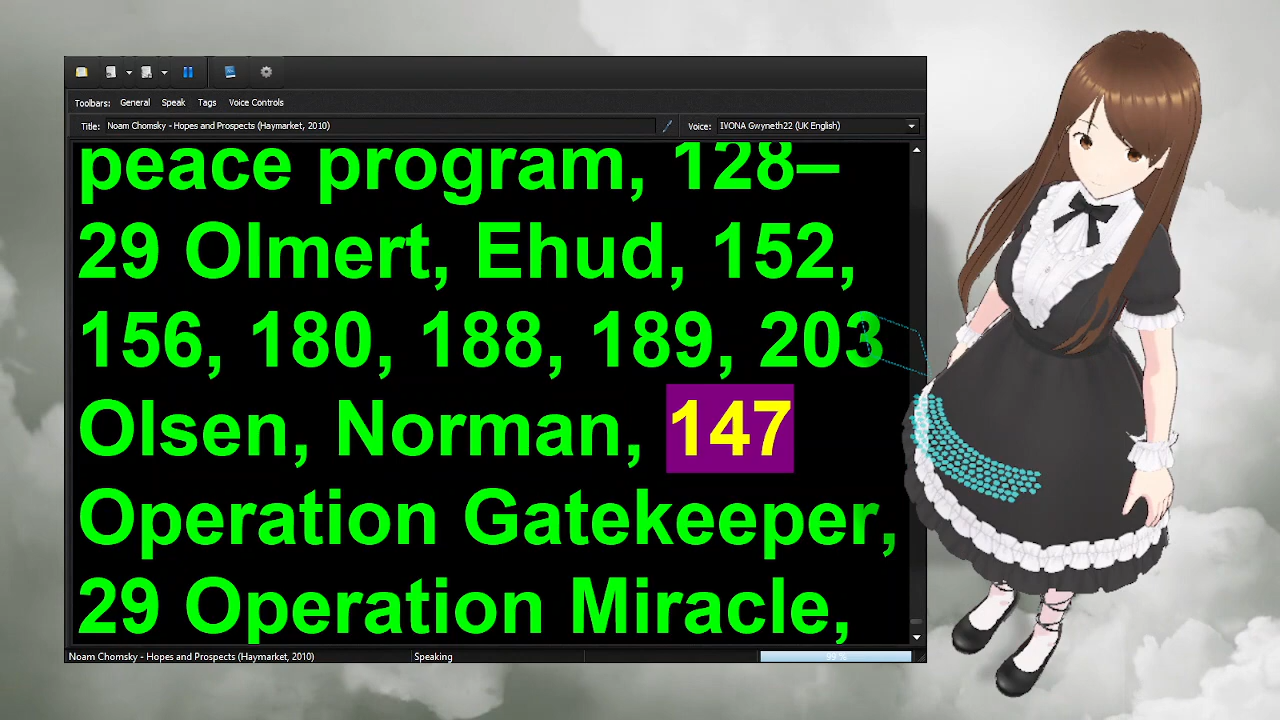 Toolbars: General Speak Tags Voice Controls
Title: Noam Chomsky - Hopes and Prospects (Haymarket, 2010) Voice: IVONA Gwyneth22 (UK English)
peace program, 128–
29 Olmert, Ehud, 152,
156, 180, 188, 189, 203
Olsen, Norman, 147
Operation Gatekeeper,
29 Operation Miracle,
Noam Chomsky - Hopes and Prospects (Haymarket, 2010) Speaking 99 %